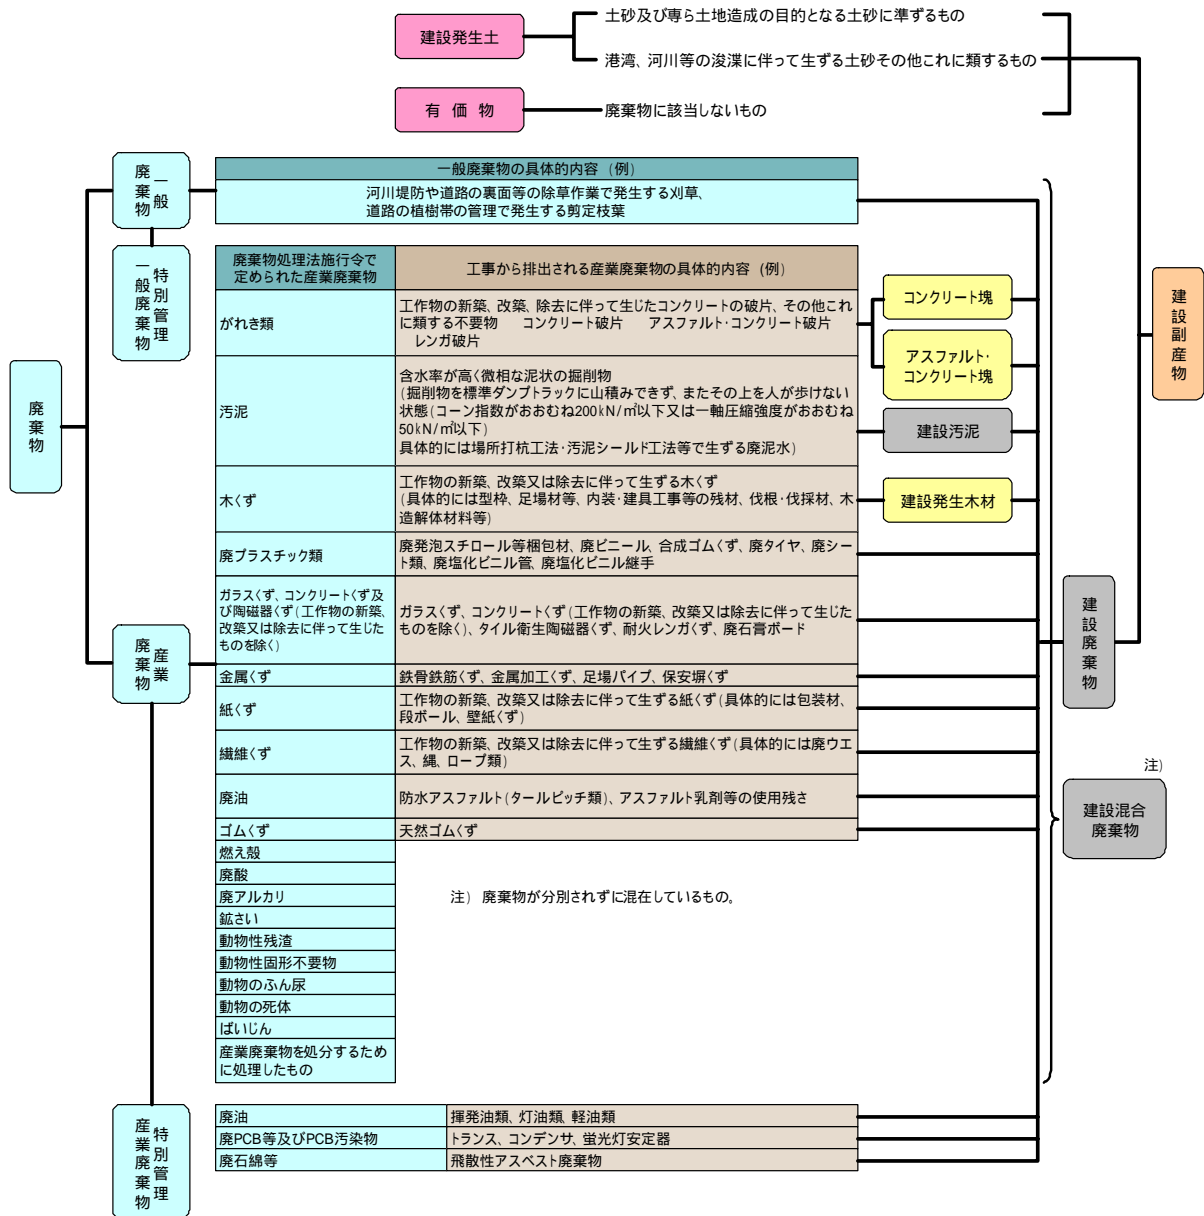 土砂及び専ら土地造成の目的となる土砂に準ずるもの
建設発生土
港湾、河川等の浚渫に伴って生ずる土砂その他これに類するもの
有 価 物
廃棄物に該当しないもの
一般廃棄物
一般廃棄物の具体的内容（例）
河川堤防や道路の裏面等の除草作業で発生する刈草、
道路の植樹帯の管理で発生する剪定枝葉
特別管理一般廃棄物
廃棄物処理法施行令で
定められた産業廃棄物
工事から排出される産業廃棄物の具体的内容（例）
がれき類
工作物の新築、改築、除去に伴って生じたコンクリートの破片、その他これ
に類する不要物　　コンクリート破片　　アスファルト・コンクリート破片
レンガ破片
コンクリート塊
アスファルト・
コンクリート塊
建設副産物
廃棄物
汚泥
含水率が高く微相な泥状の掘削物
(掘削物を標準ダンプトラックに山積みできず、またその上を人が歩けない
状態(コーン指数がおおむね200kN/㎡以下又は一軸圧縮強度がおおむね
50kN/㎡以下)
具体的には場所打杭工法・汚泥シールド工法等で生ずる廃泥水)
建設汚泥
木くず
工作物の新築、改築又は除去に伴って生ずる木くず
(具体的には型枠、足場材等、内装・建具工事等の残材、伐根・伐採材、木
造解体材料等)
建設発生木材
廃プラスチック類
廃発泡スチロール等梱包材、廃ビニール、合成ゴムくず、廃タイヤ、廃シー
ト類、廃塩化ビニル管、廃塩化ビニル継手
ガラスくず、コンクリートくず及
び陶磁器くず(工作物の新築、
改築又は除去に伴って生じた
ものを除く)
ガラスくず、コンクリートくず(工作物の新築、改築又は除去に伴って生じた
ものを除く)、タイル衛生陶磁器くず、耐火レンガくず、廃石膏ボード
建設廃棄物
産業廃棄物
金属くず
鉄骨鉄筋くず、金属加工くず、足場パイプ、保安塀くず
紙くず
工作物の新築、改築又は除去に伴って生ずる紙くず(具体的には包装材、
段ボール、壁紙くず)
繊維くず
工作物の新築、改築又は除去に伴って生ずる繊維くず(具体的には廃ウエ
ス、縄、ロープ類)
注)
建設混合
廃棄物
廃油
防水アスファルト(タールピッチ類)、アスファルト乳剤等の使用残さ
ゴムくず
天然ゴムくず
燃え殻
廃酸
廃アルカリ
注） 廃棄物が分別されずに混在しているもの。
鉱さい
動物性残渣
動物性固形不要物
動物のふん尿
動物の死体
ばいじん
産業廃棄物を処分するため
に処理したもの
特別管理産業廃棄物
廃油
揮発油類、灯油類、軽油類
廃PCB等及びPCB汚染物
トランス、コンデンサ、蛍光灯安定器
廃石綿等
飛散性アスベスト廃棄物